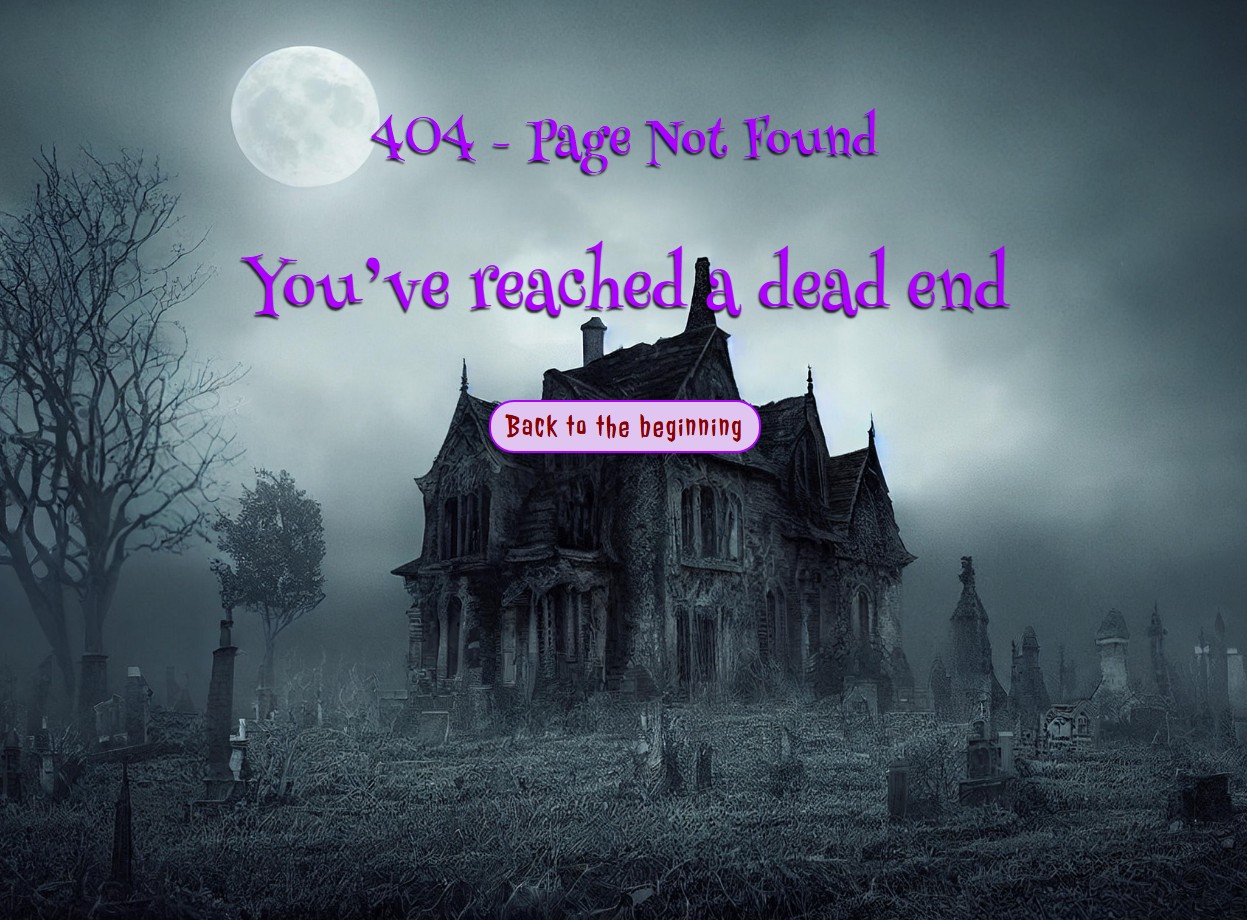 404 - Page Not Found
You’ve reached a dead end
Back to the beginning